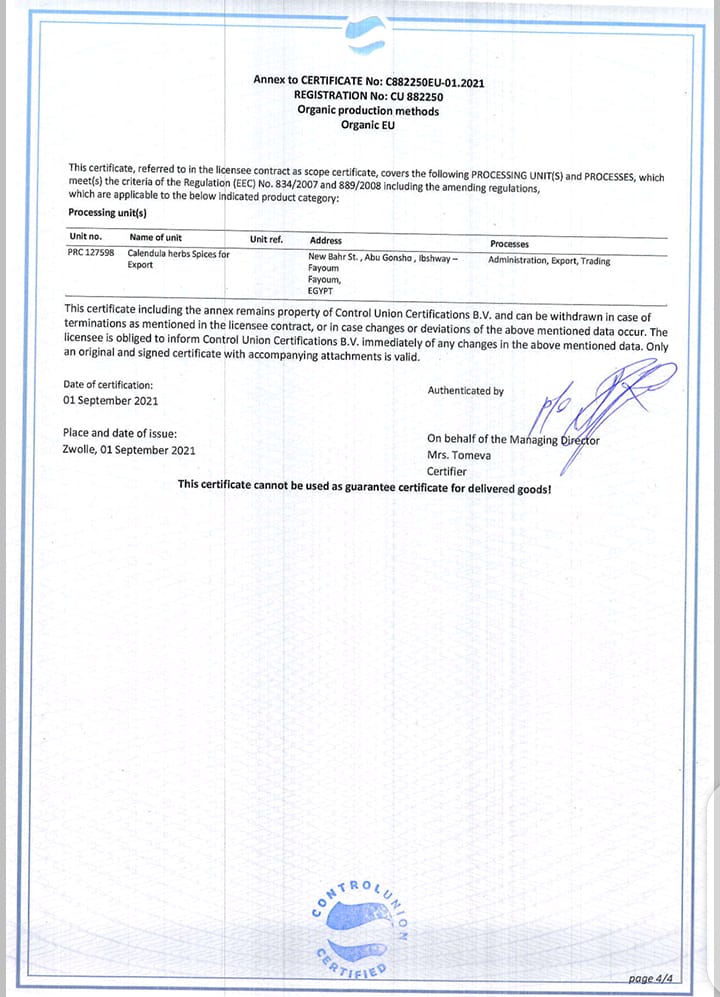 Annex to CERTIFICATE No: C882250EU-01.2021
REGISTRATION No: CU 882250
Organic production methods
Organic EU
This certificate, referred to in the licensee contract as scope certificate, covers the following PROCESSING UNIT(S) and PROCESSES, which
meet(s) the criteria of the Regulation (EEC) No. 834/2007 and 889/2008 including the amending regulations,
which are applicable to the below indicated product category:
Processing unit(s)
Unit no. Name of unit Unit ref. Address Processes
PRC 127598 Calendula herbs Spices for New Bahr St. , Abu Gonsho , Ibshway – Administration, Export, Trading
Export Fayoum
Fayoum,
EGYPT
This certificate including the annex remains property of Control Union Certifications B.V. and can be withdrawn in case of
terminations as mentioned in the licensee contract, or in case changes or deviations of the above mentioned data occur. The
licensee is obliged to inform Control Union Certifications B.V. immediately of any changes in the above mentioned data. Only
an original and signed certificate with accompanying attachments is valid.
Date of certification: Authenticated by
01 September 2021 p/o
Place and date of issue: On behalf of the Managing Director
Zwolle, 01 September 2021 Mrs. Tomeva
Certifier
This certificate cannot be used as guarantee certificate for delivered goods!
CONTROLUNION
CERTIFIED
page 4/4